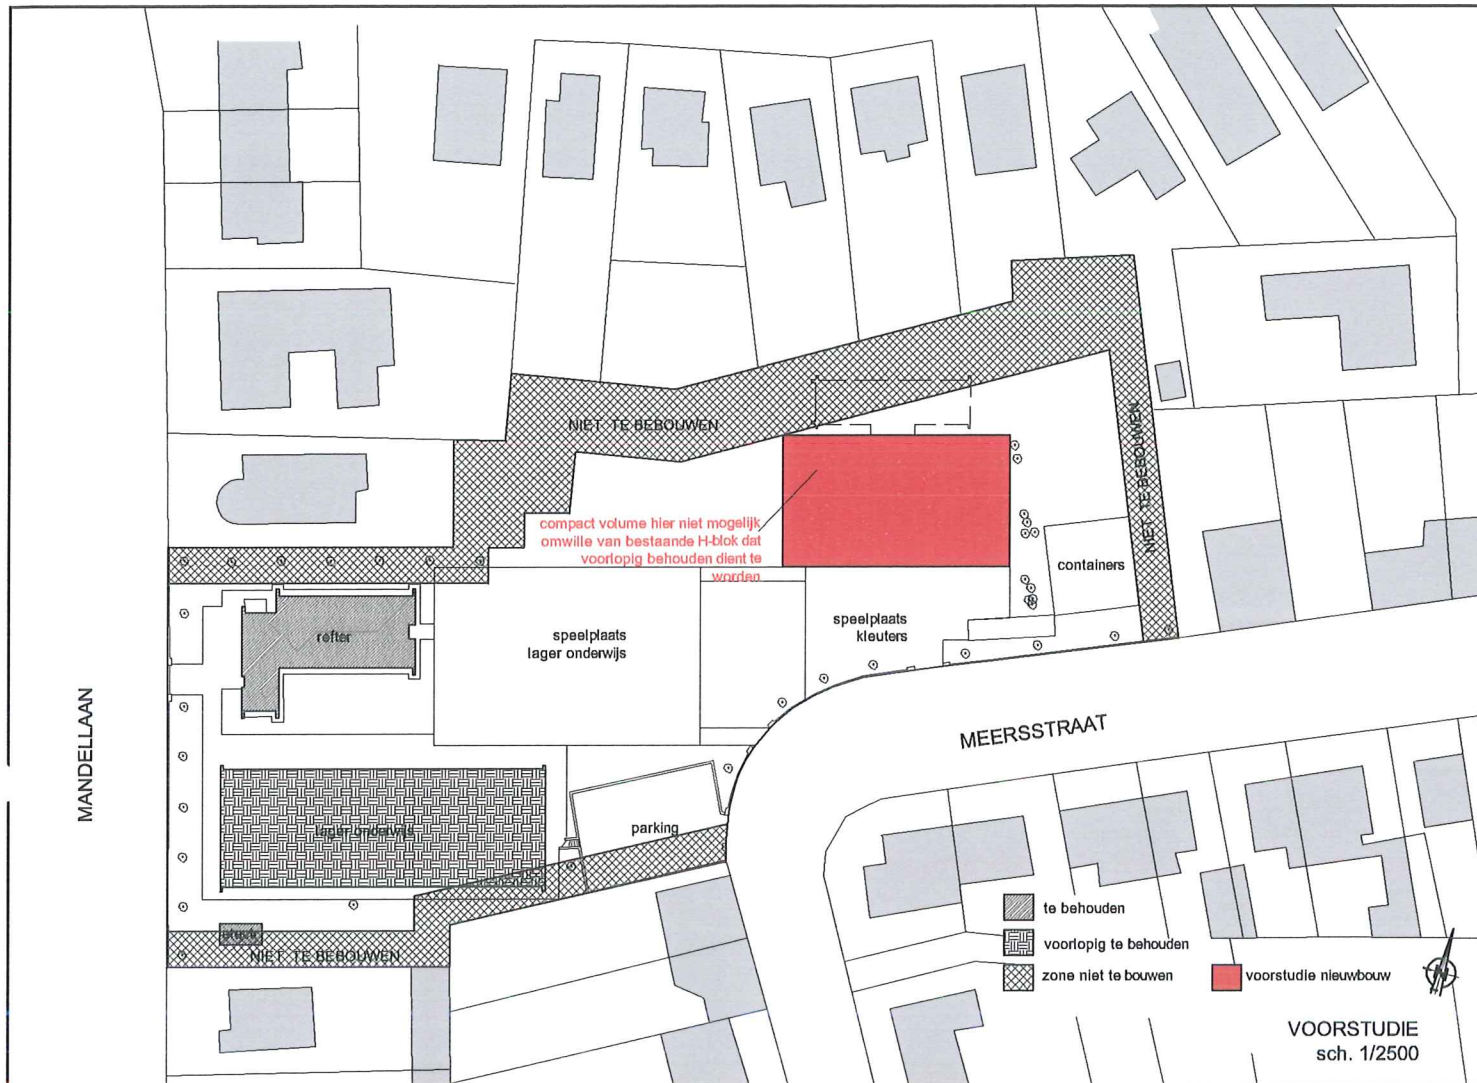 NIET TE BEBOUWEN
NIET TE BEBOUWEN
compact volume hier niet mogelijk
omwille van bestaande H-blok dat
voorlopig behouden dient te
worden
containers
refter
speelplaats
lager onderwijs
speelplaats
kleuters
MANDELLAAN
MEERSSTRAAT
lager onderwijs
parking
NIET TE BEBOUWEN
te behouden
voorlopig te behouden
zone niet te bouwen
voorstudie nieuwbouw
N
VOORSTUDIE
sch. 1/2500